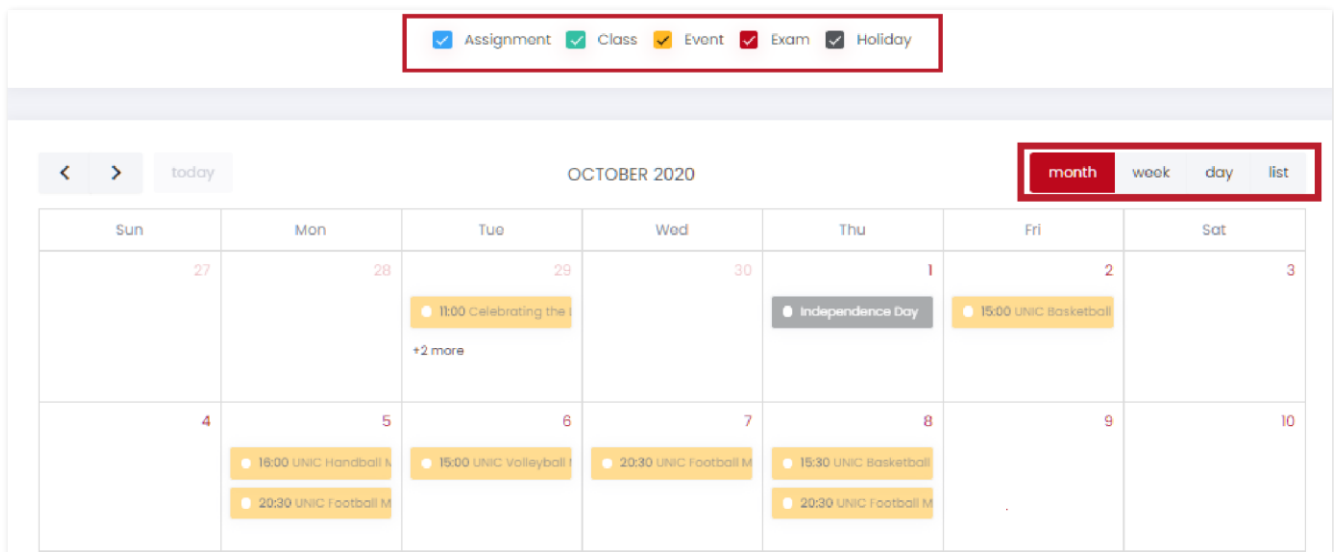 Assignment Class Event Exam Holiday
today OCTOBER 2020 month week day list
Sun Mon Tue Wed Thu Fri Sat
27 28 29 30 1 2 3
11:00 Celebrating the Independence Day 15:00 UNIC Basketball
+2 more
4 5 6 7 8 9 10
16:00 UNIC Handball 15:00 UNIC Volleyball 20:30 UNIC Football M 15:30 UNIC Basketball
20:30 UNIC Football M 20:30 UNIC Football M